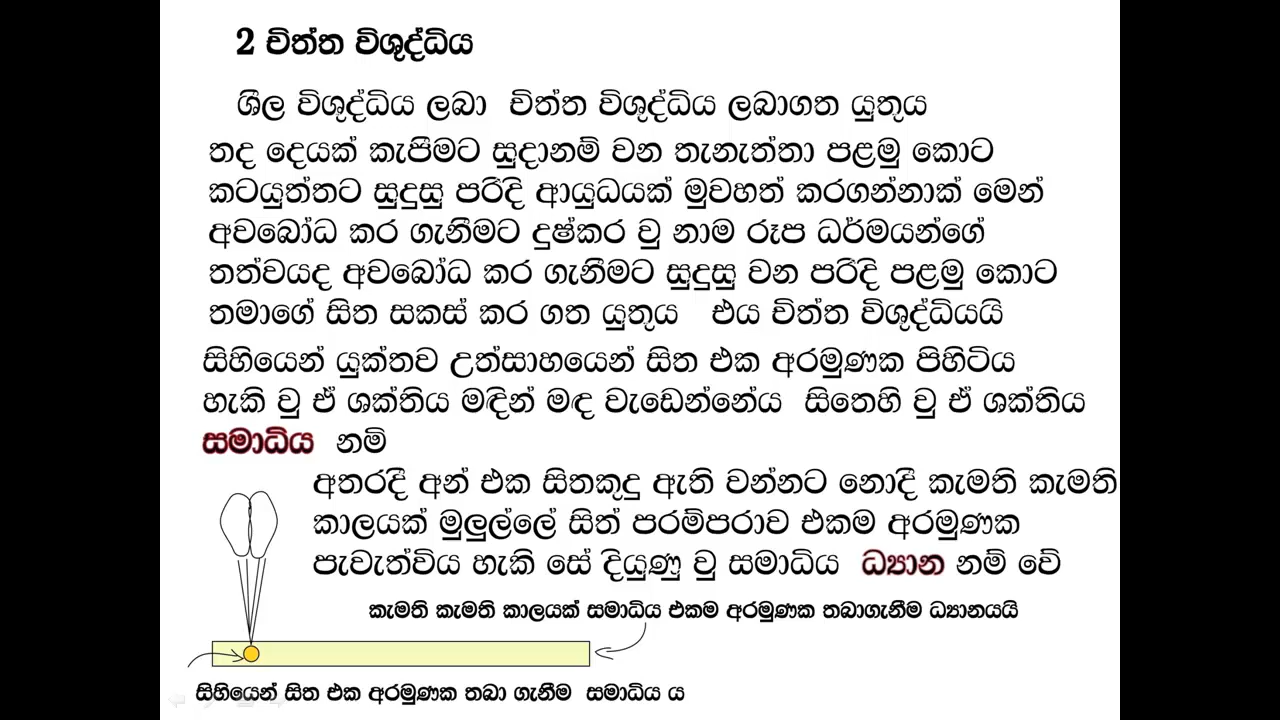 2 චිත්ත විශුද්ධිය
ශීල විශුද්ධිය ලබා චිත්ත විශුද්ධිය ලබාගත යුතුය
තද දෙයක් කැපීමට සුදානම් වන තැනැත්තා පළමු කොට
කටයුත්තට සුදුසු පරිදි ආයුධයක් මුවහත් කරගන්නාක් මෙන්
අවබෝධ කර ගැනීමට දුෂ්කර වු නාම රූප ධර්මයන්ගේ
තත්වයද අවබෝධ කර ගැනීමට සුදුසු වන පරිදි පළමු කොට
තමාගේ සිත සකස් කර ගත යුතුය එය චිත්ත විශුද්ධියයි
සිහියෙන් යුක්තව උත්සාහයෙන් සිත එක අරමුණක පිහිටිය
හැකි වු ඒ ශක්තිය මඳින් මඳ වැඩෙන්නේය සිතෙහි වු ඒ ශක්තිය
සමාධිය නමි
අතරදී අන් එක සිතකුදු ඇති වන්නට නොදී කැමති කැමති
කාලයක් මුලුල්ලේ සිත් පරම්පරාව එකම අරමුණක
පැවැත්විය හැකි සේ දියුණු වු සමාධිය ධ්‍යාන නම් වේ
කැමති කැමති කාලයක් සමාධිය එකම අරමුණක තබාගැනීම ධ්‍යානයයි
සිහියෙන් සිත එක අරමුණක තබා ගැනීම සමාධිය ය